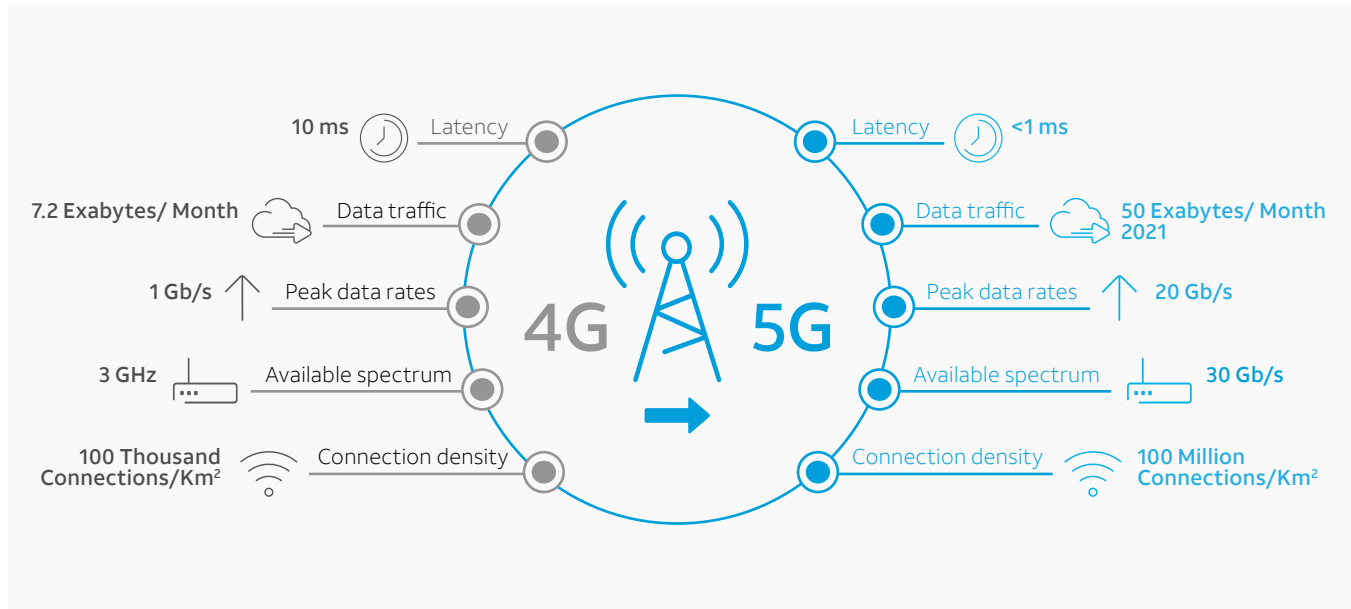 10 ms
Latency
7.2 Exabytes/ Month
Data traffic
1 Gb/s
Peak data rates
3 GHz
Available spectrum
100 Thousand
Connections/Km²
Connection density
4G
5G
Latency
<1 ms
Data traffic
50 Exabytes/ Month
2021
Peak data rates
20 Gb/s
Available spectrum
30 Gb/s
Connection density
100 Million
Connections/Km²